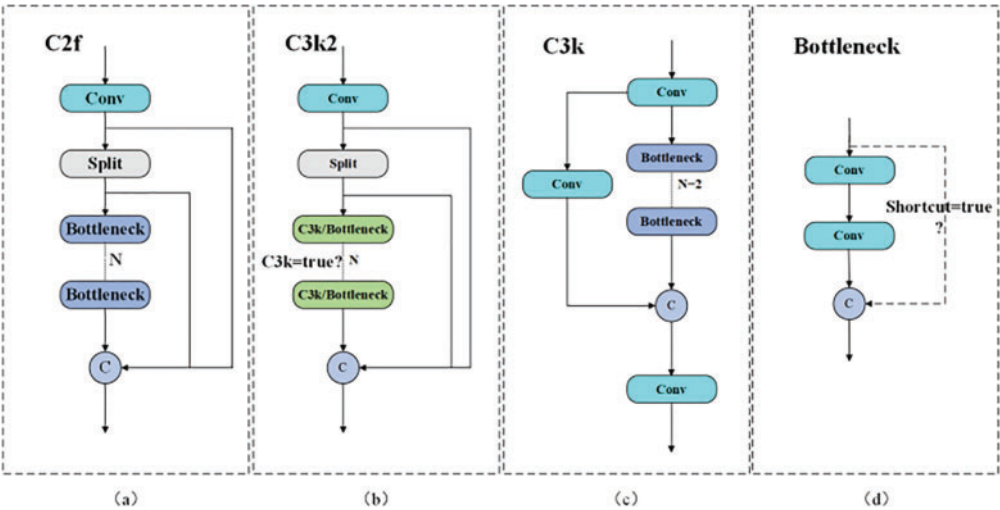 C2f
Conv
Split
Bottleneck
N
Bottleneck
C
(a)
C3k2
Conv
Split
C3k/Bottleneck
C3k=true? N
C3k/Bottleneck
C
(b)
C3k
Conv
Bottleneck
Conv
N=2
Bottleneck
C
Conv
(c)
Bottleneck
Conv
Shortcut=true
?
Conv
C
(d)